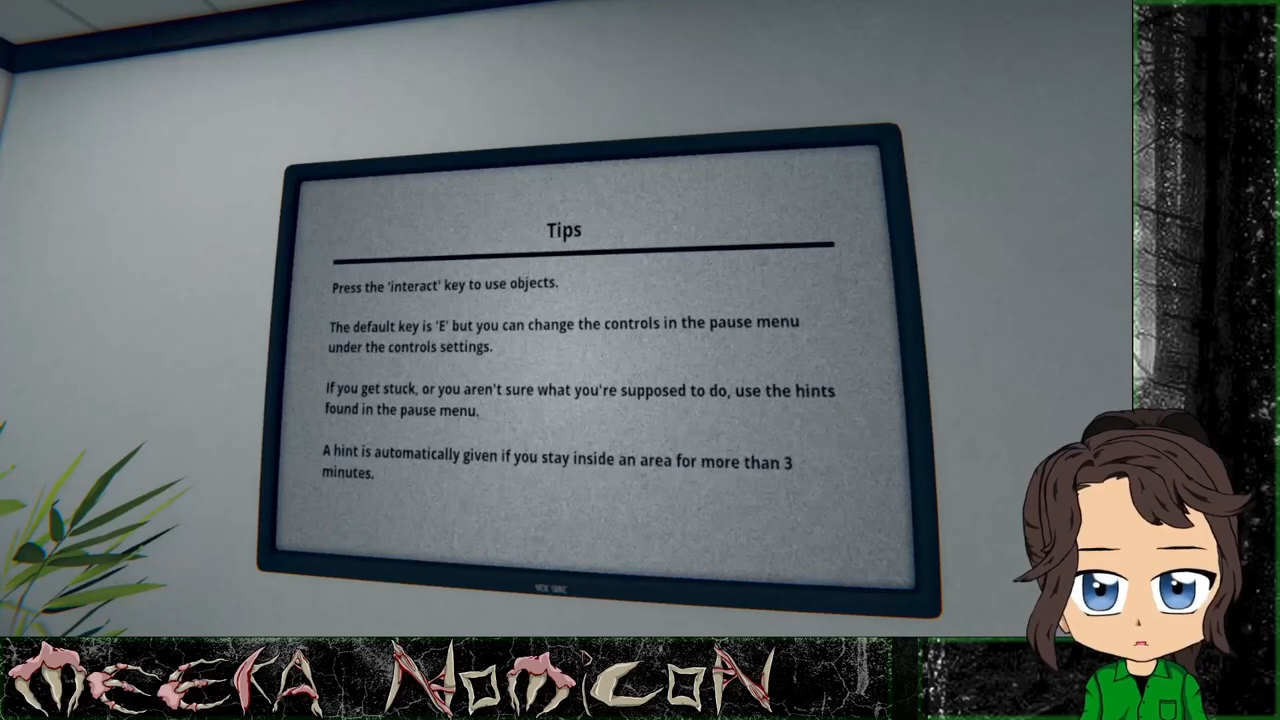 Tips
Press the 'interact' key to use objects.
The default key is 'E' but you can change the controls in the pause menu
under the controls settings.
If you get stuck, or you aren't sure what you're supposed to do, use the hints
found in the pause menu.
A hint is automatically given if you stay inside an area for more than 3
minutes.
MEEKA NOMICON